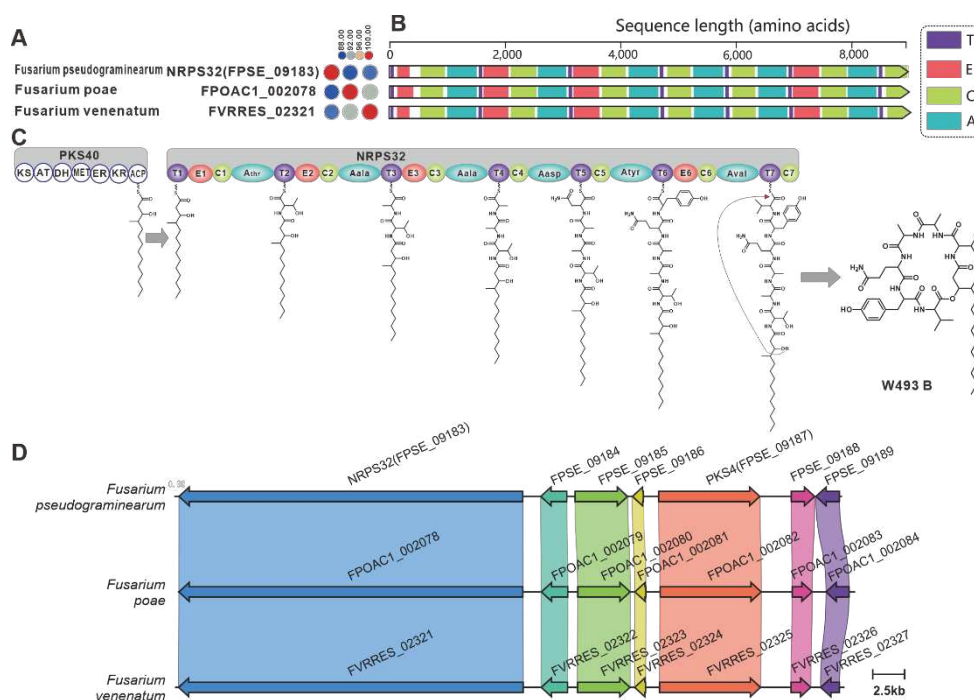 A
88.00
92.00
96.00
100.00
Fusarium pseudograminearum NRPS32(FPSE_09183)
Fusarium poae FPOAC1_002078
Fusarium venenatum FVRRES_02321
B
Sequence length (amino acids)
0 2,000 4,000 6,000 8,000
T
E
C
A
C
PKS40
KS AT DH MET ER KR ACP
NRPS32
T1 E1 C1 Athr T2 E2 C2 Aala T3 E3 C3 Aala T4 C4 Aasp T5 C5 Atyr T6 E6 C6 Aval T7 C7
W493 B
D
Fusarium
pseudograminearum
NRPS32(FPSE_09183)
FPSE_09184
FPSE_09185
FPSE_09186
PKS4(FPSE_09187)
FPSE_09188
FPSE_09189
Fusarium
poae
FPOAC1_002078
FPOAC1_002079
FPOAC1_002080
FPOAC1_002081
FPOAC1_002082
FPOAC1_002083
FPOAC1_002084
Fusarium
venenatum
FVRRES_02321
FVRRES_02322
FVRRES_02323
FVRRES_02324
FVRRES_02325
FVRRES_02326
FVRRES_02327
2.5kb